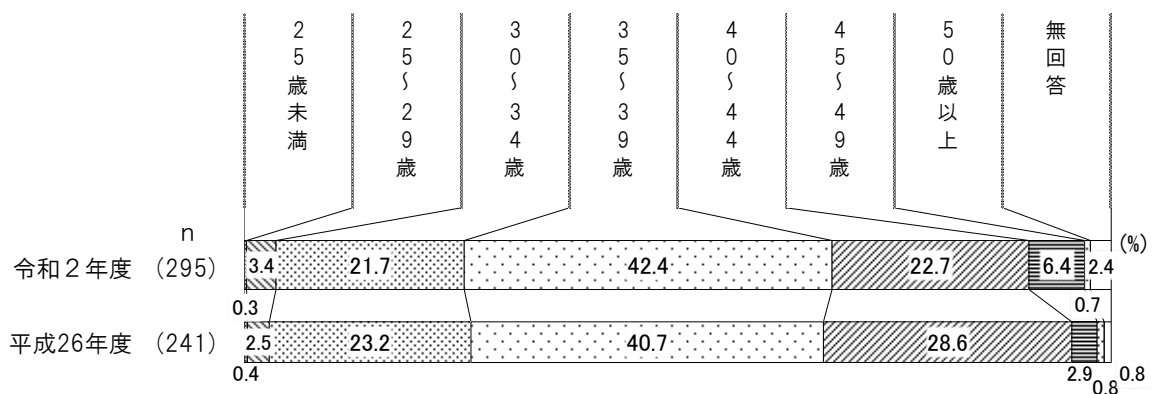 25歳未満
25～29歳
30～34歳
35～39歳
40～44歳
45～49歳
50歳以上
無回答
n
(%)
令和２年度 (295)
3.4 21.7 42.4 22.7 6.4 2.4
0.3 0.7
平成26年度 (241)
2.5 23.2 40.7 28.6
0.4 2.9 0.8 0.8